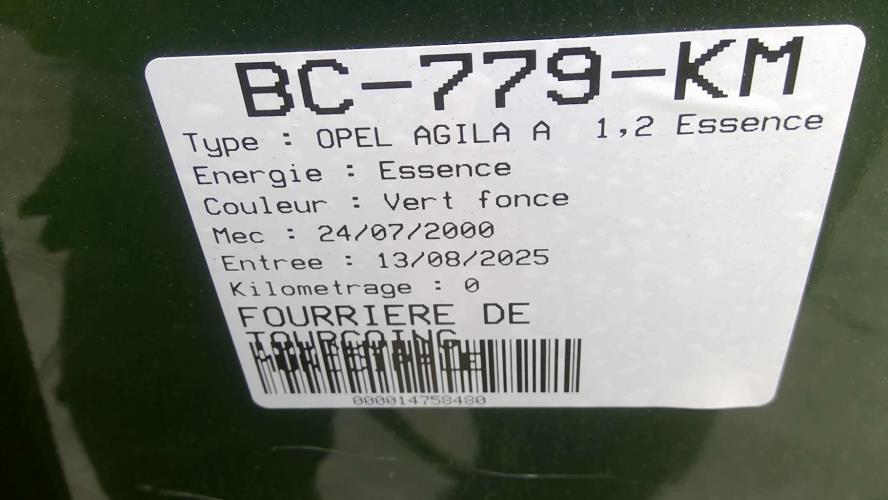 BC-779-KM
Type : OPEL AGILA A 1,2 Essence
Energie : Essence
Couleur : Vert fonce
Mec : 24/07/2000
Entree : 13/08/2025
Kilometrage : 0
FOURRIERE DE
TOURCOING
000014758480